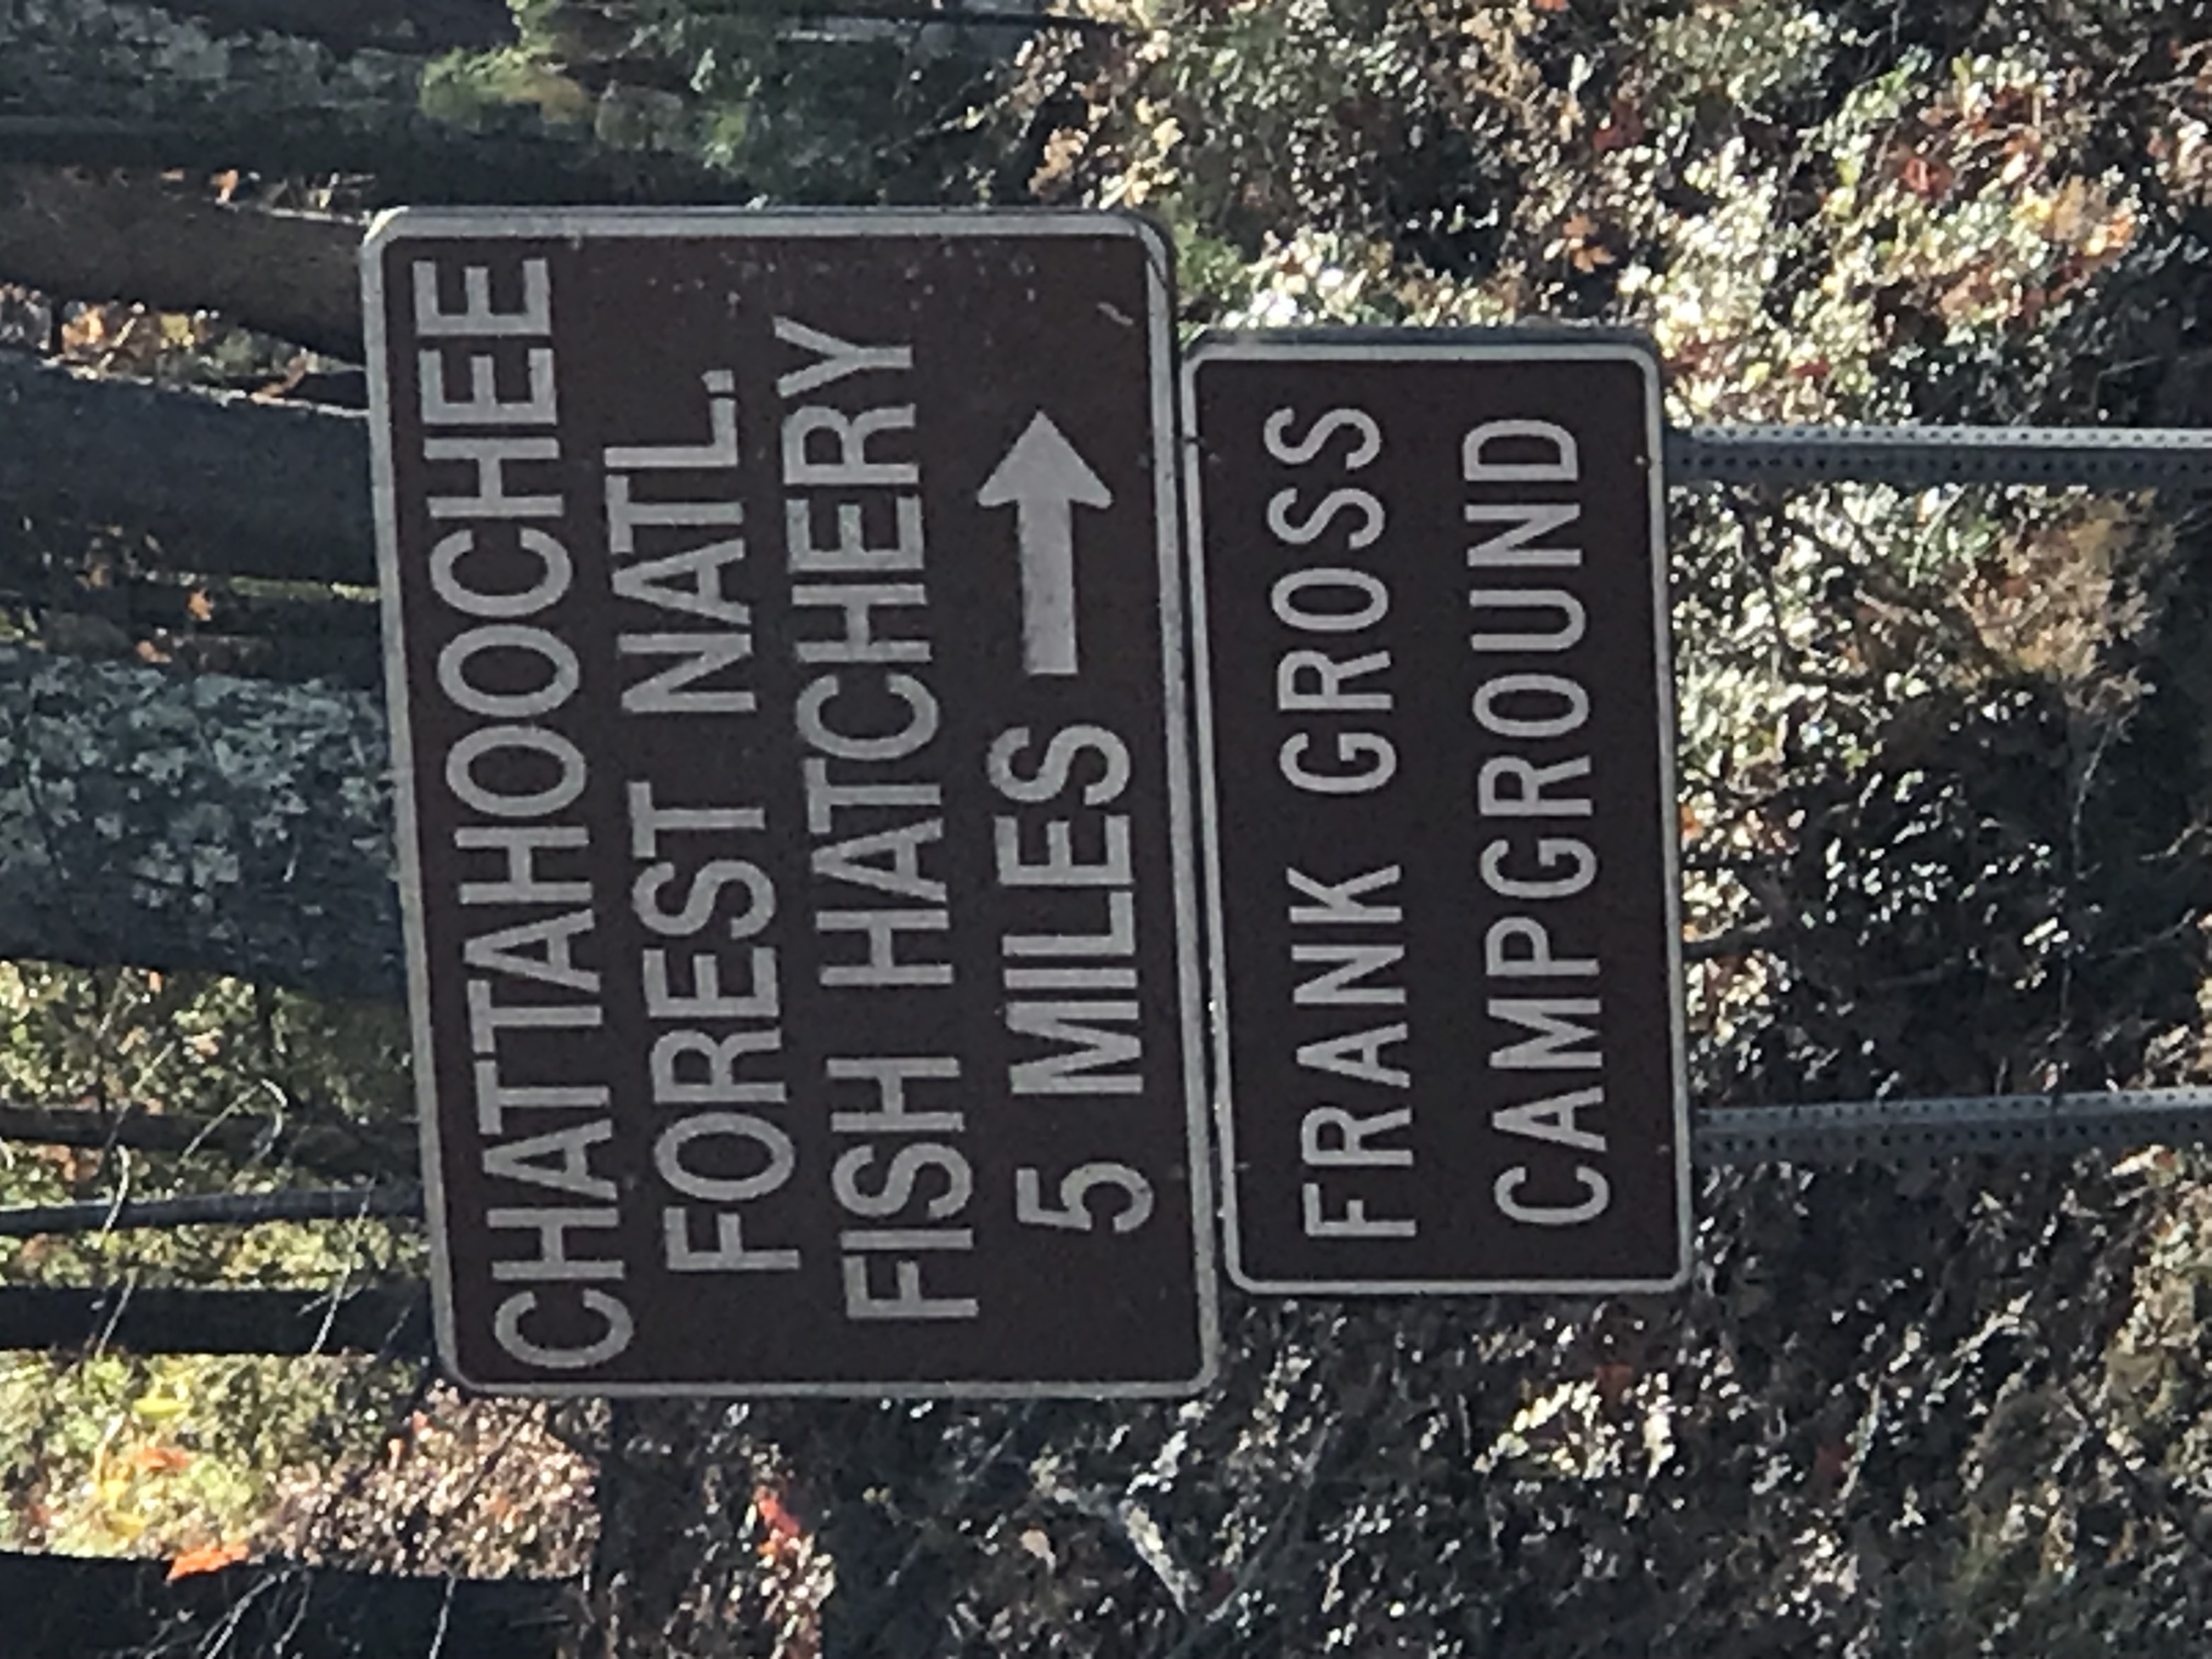 CHATTAHOOCHEE
FOREST NATL.
FISH HATCHERY
5 MILES
FRANK GROSS
CAMPGROUND